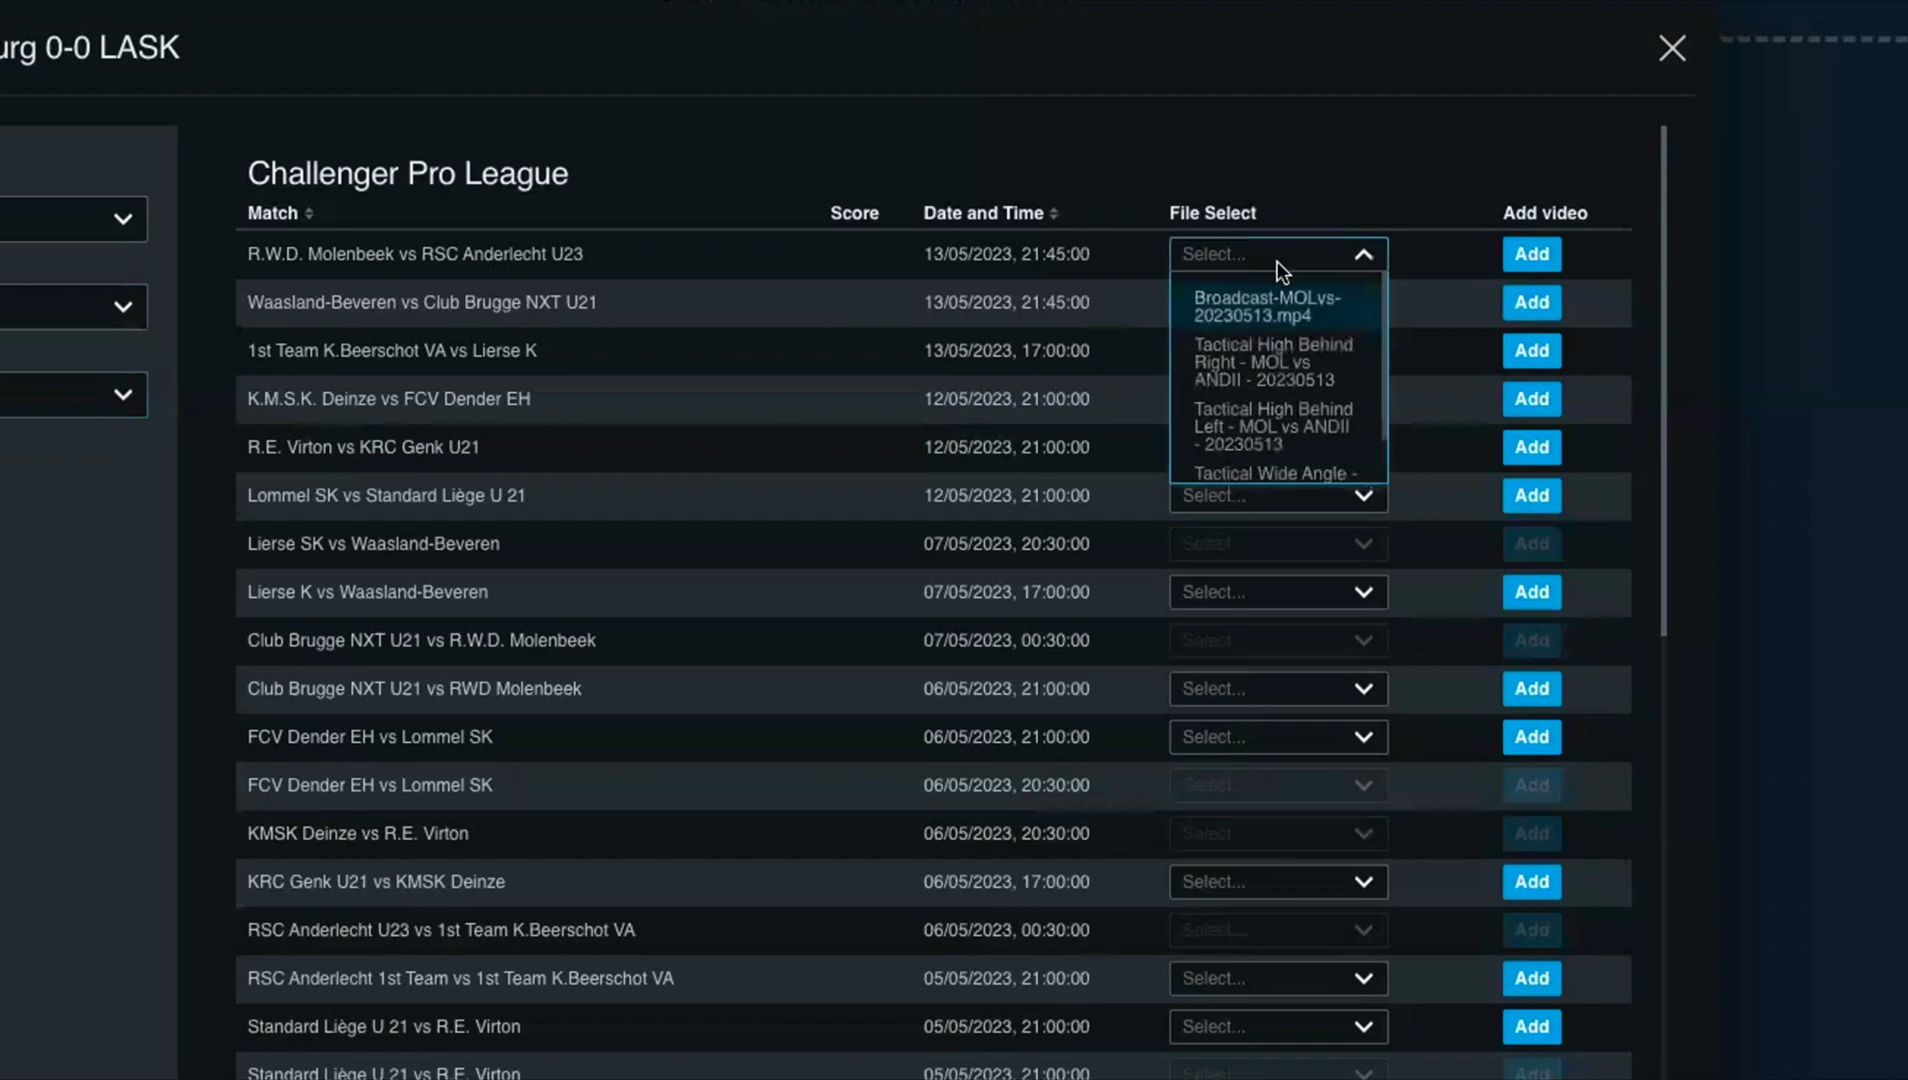 urg 0-0 LASK
Challenger Pro League
Match Score Date and Time File Select Add video
R.W.D. Molenbeek vs RSC Anderlecht U23 13/05/2023, 21:45:00 Select... Add
Waasland-Beveren vs Club Brugge NXT U21 13/05/2023, 21:45:00 Add
Broadcast-MOLvs-
20230513.mp4
1st Team K.Beerschot VA vs Lierse K 13/05/2023, 17:00:00 Add
Tactical High Behind
Right - MOL vs
ANDII - 20230513
K.M.S.K. Deinze vs FCV Dender EH 12/05/2023, 21:00:00 Add
Tactical High Behind
Left - MOL vs ANDII
- 20230513
R.E. Virton vs KRC Genk U21 12/05/2023, 21:00:00 Add
Tactical Wide Angle -
Lommel SK vs Standard Liège U 21 12/05/2023, 21:00:00 Select... Add
Lierse SK vs Waasland-Beveren 07/05/2023, 20:30:00 Select... Add
Lierse K vs Waasland-Beveren 07/05/2023, 17:00:00 Select... Add
Club Brugge NXT U21 vs R.W.D. Molenbeek 07/05/2023, 00:30:00 Select... Add
Club Brugge NXT U21 vs RWD Molenbeek 06/05/2023, 21:00:00 Select... Add
FCV Dender EH vs Lommel SK 06/05/2023, 21:00:00 Select... Add
FCV Dender EH vs Lommel SK 06/05/2023, 20:30:00 Select... Add
KMSK Deinze vs R.E. Virton 06/05/2023, 20:30:00 Select... Add
KRC Genk U21 vs KMSK Deinze 06/05/2023, 17:00:00 Select... Add
RSC Anderlecht U23 vs 1st Team K.Beerschot VA 06/05/2023, 00:30:00 Select... Add
RSC Anderlecht 1st Team vs 1st Team K.Beerschot VA 05/05/2023, 21:00:00 Select... Add
Standard Liège U 21 vs R.E. Virton 05/05/2023, 21:00:00 Select... Add
Standard Liège U 21 vs R.E. Virton 05/05/2023, 21:00:00 Select... Add